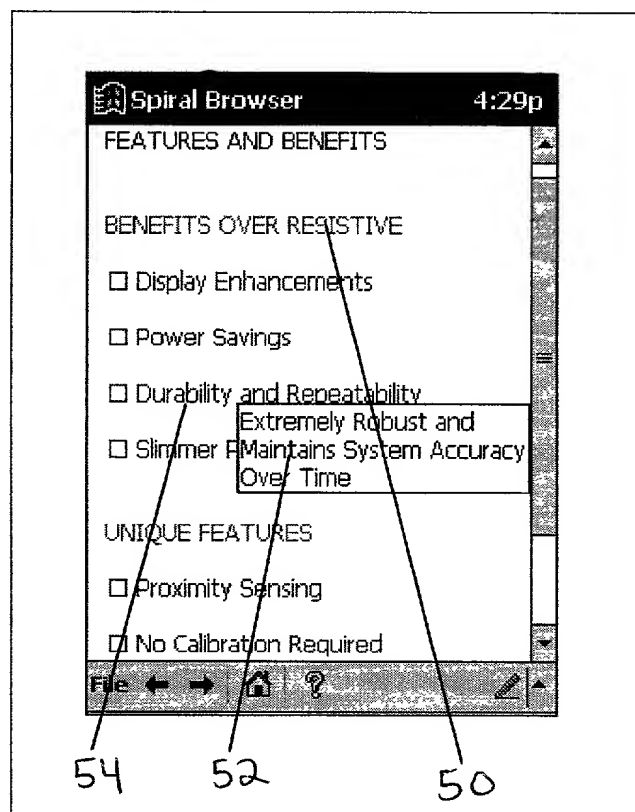 Spiral Browser 4:29p
FEATURES AND BENEFITS
BENEFITS OVER RESISTIVE
□ Display Enhancements
□ Power Savings
□ Durability and Repeatability
Extremely Robust and
□ Slimmer Maintains System Accuracy
Over Time
UNIQUE FEATURES
□ Proximity Sensing
□ No Calibration Required
File ?
54 52 50